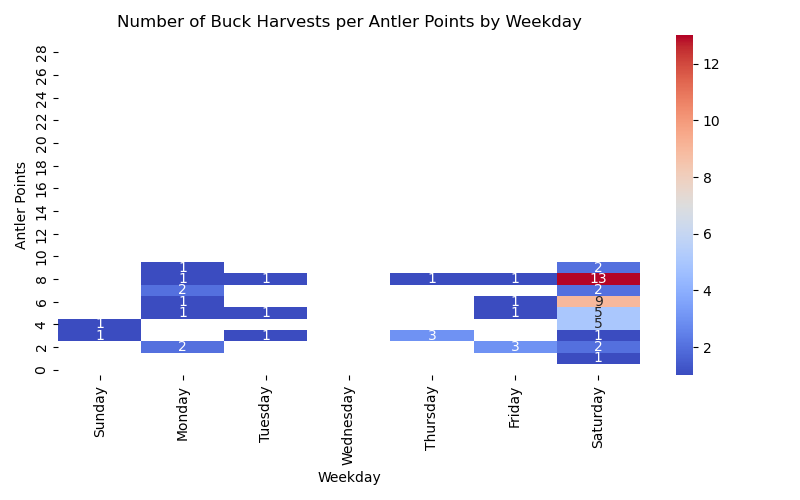 Number of Buck Harvests per Antler Points by Weekday
28
26
24
22
20
18
16
14
12
10
8
6
4
2
0
Antler Points
1 2
1 1 1 1 13
2 2
1 1 9
1 1 1 5
1 5
1 1 3 1
2 3 2
1
Sunday
Monday
Tuesday
Wednesday
Thursday
Friday
Saturday
Weekday
12
10
8
6
4
2